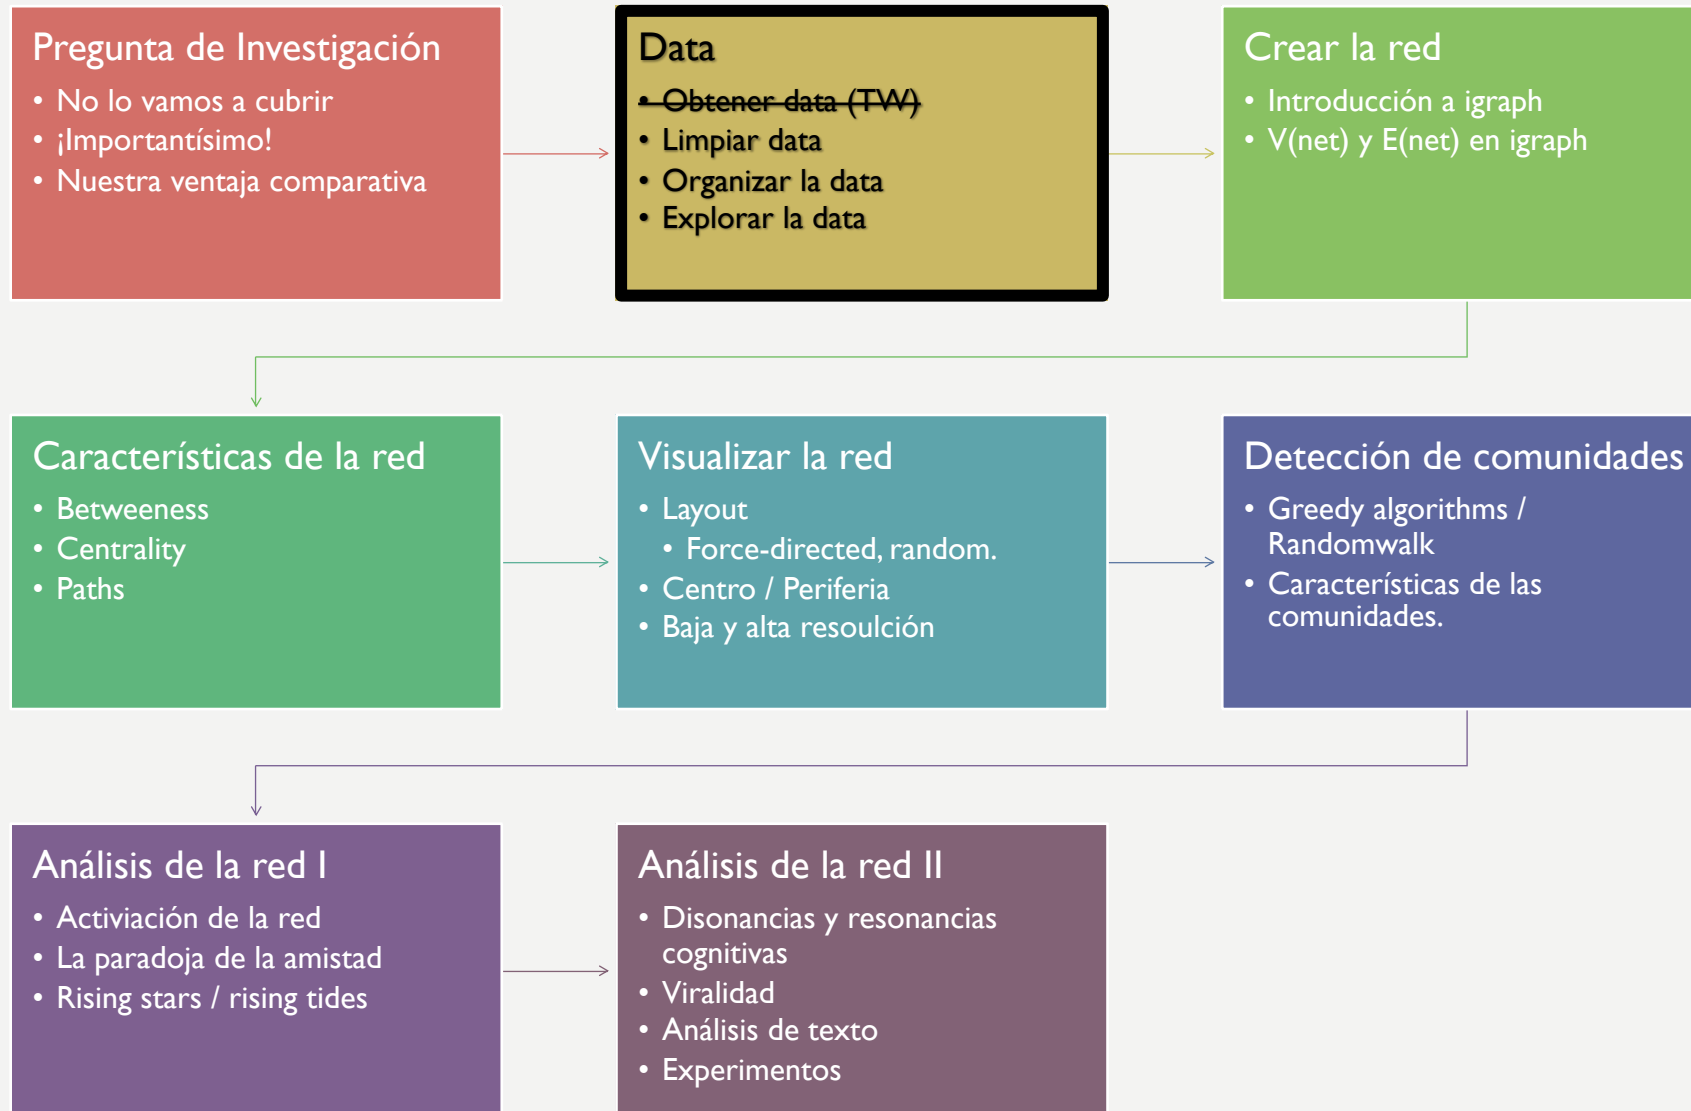 Pregunta de Investigación
• No lo vamos a cubrir
• ¡Importantísimo!
• Nuestra ventaja comparativa
Data
• Obtener data (TW)
• Limpiar data
• Organizar la data
• Explorar la data
Crear la red
• Introducción a igraph
• V(net) y E(net) en igraph
Características de la red
• Betweeness
• Centrality
• Paths
Visualizar la red
• Layout
• Force-directed, random.
• Centro / Periferia
• Baja y alta resoulción
Detección de comunidades
• Greedy algorithms /
Randomwalk
• Características de las
comunidades.
Análisis de la red I
• Activiación de la red
• La paradoja de la amistad
• Rising stars / rising tides
Análisis de la red II
• Disonancias y resonancias
cognitivas
• Viralidad
• Análisis de texto
• Experimentos